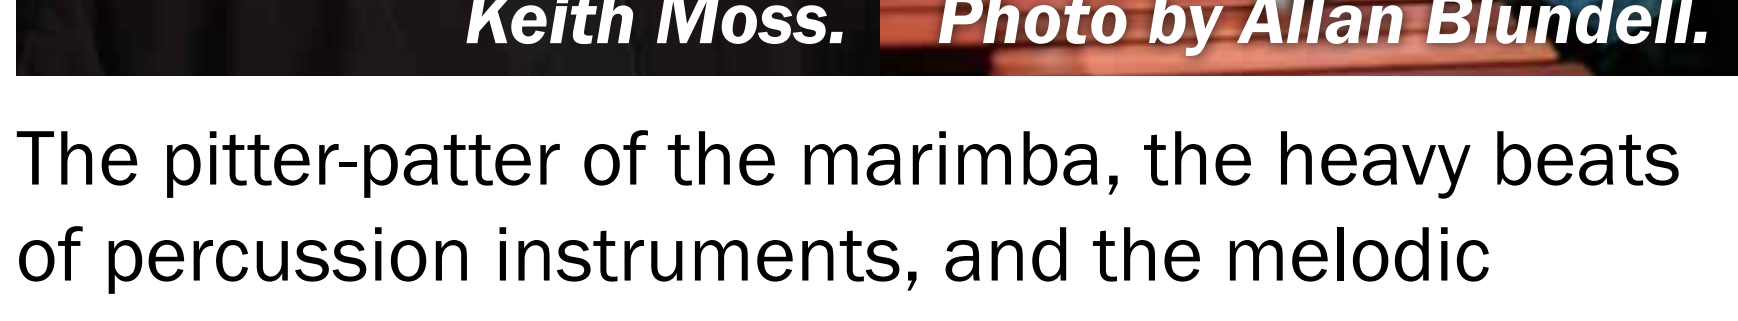 Keith Moss. Photo by Allan Blundell.
The pitter-patter of the marimba, the heavy beats
of percussion instruments, and the melodic